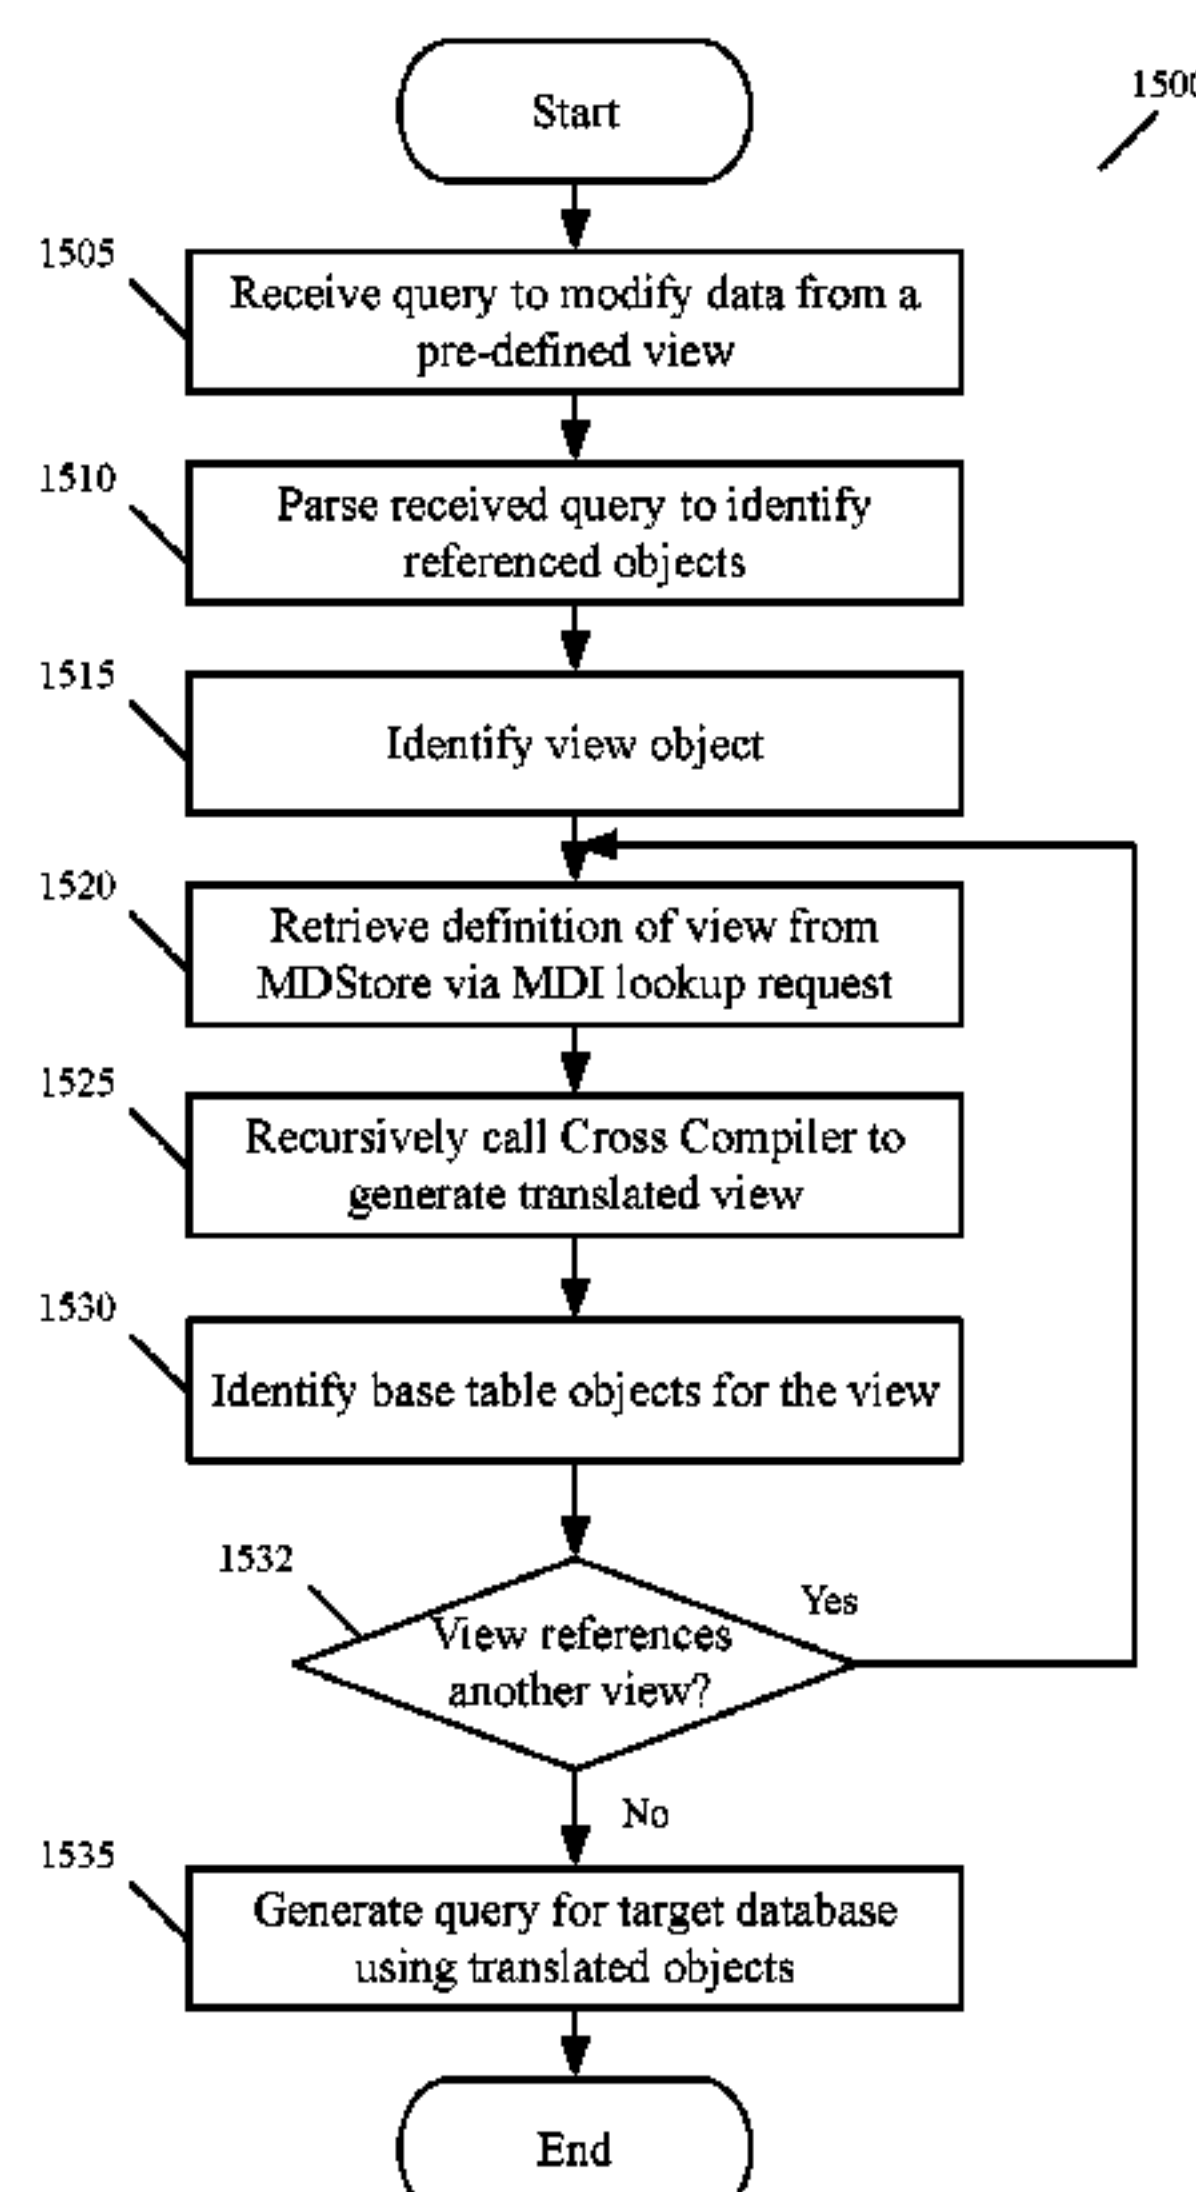 Start
1500
1505
Receive query to modify data from a
pre-defined view
1510
Parse received query to identify
referenced objects
1515
Identify view object
1520
Retrieve definition of view from
MDStore via MDI lookup request
1525
Recursively call Cross Compiler to
generate translated view
1530
Identify base table objects for the view
1532
View references
another view?
Yes
No
1535
Generate query for target database
using translated objects
End